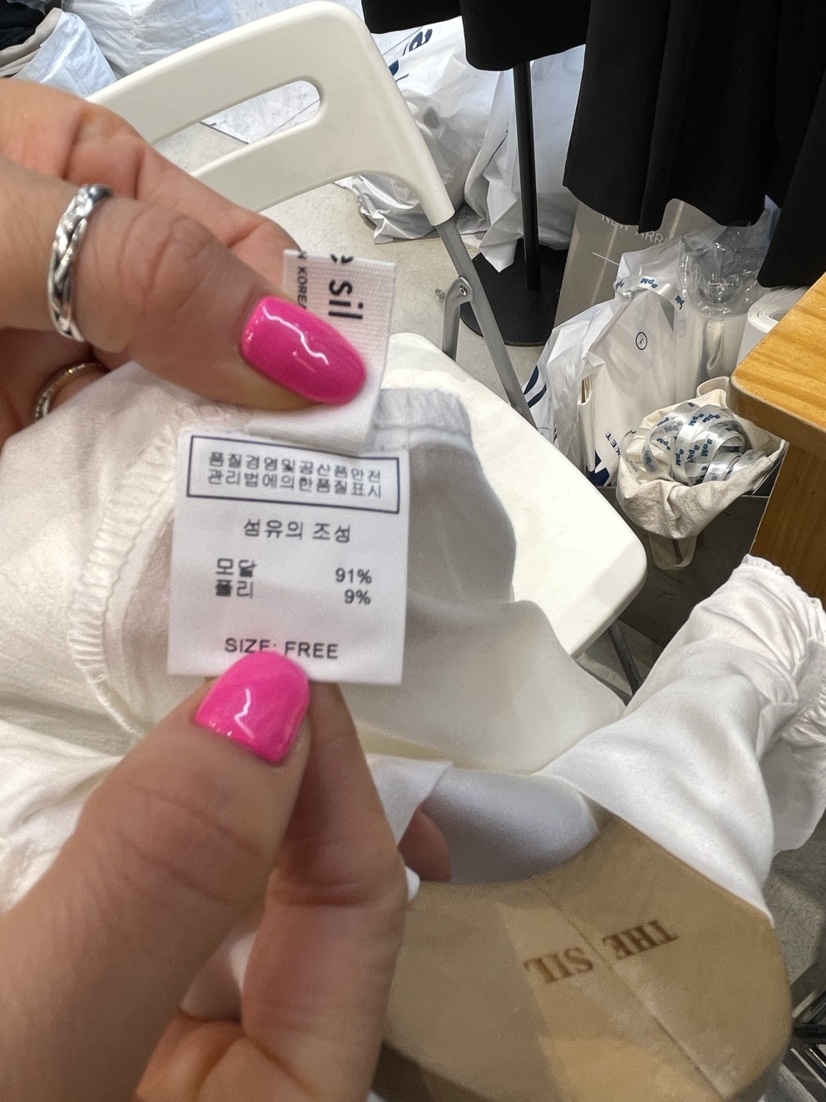 sil
KOREA
품질경영및공산품안전
관리법에의한품질표시
섬유의 조성
모달 91%
폴리 9%
SIZE: FREE
NEW
THE SIL